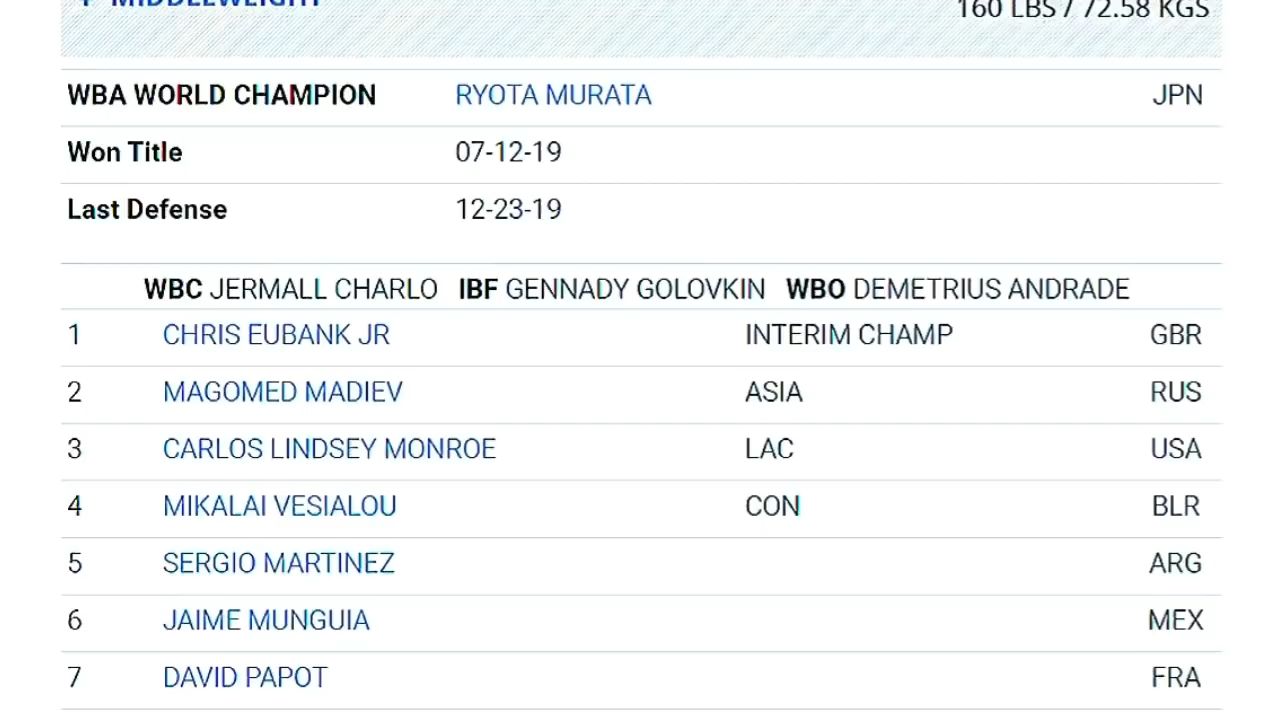 MIDDLEWEIGHT 160 LBS / 72.58 KGS
WBA WORLD CHAMPION RYOTA MURATA JPN
Won Title 07-12-19
Last Defense 12-23-19
WBC JERMALL CHARLO IBF GENNADY GOLOVKIN WBO DEMETRIUS ANDRADE
1 CHRIS EUBANK JR INTERIM CHAMP GBR
2 MAGOMED MADIEV ASIA RUS
3 CARLOS LINDSEY MONROE LAC USA
4 MIKALAI VESIALOU CON BLR
5 SERGIO MARTINEZ ARG
6 JAIME MUNGUIA MEX
7 DAVID PAPOT FRA